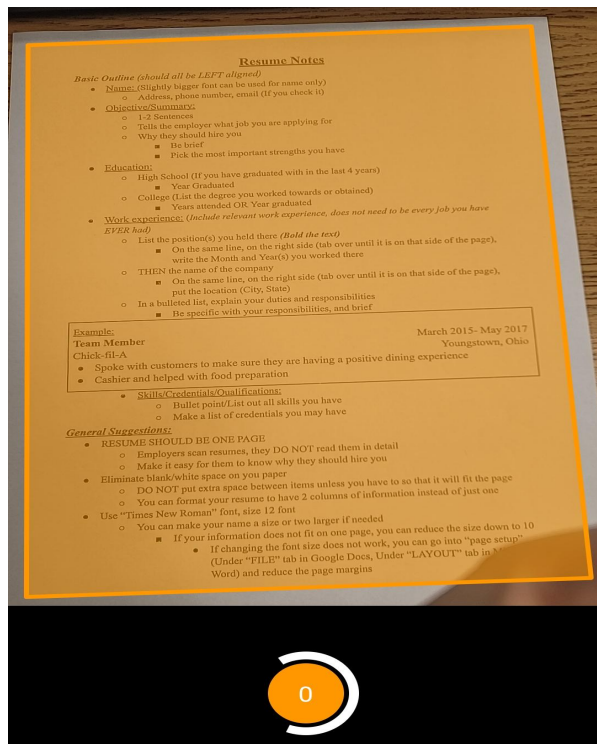 Resume Notes
Basic Outline (should all be LEFT aligned)
• Name: (Slightly bigger font can be used for name only)
o Address, phone number, email (If you check it)
• Objective/Summary:
o 1-2 Sentences
o Tells the employer what job you are applying for
o Why they should hire you
▪ Be brief
▪ Pick the most important strengths you have
• Education:
o High School (If you have graduated with in the last 4 years)
▪ Year Graduated
o College (List the degree you worked towards or obtained)
▪ Years attended OR Year graduated
• Work experience: (Include relevant work experience, does not need to be every job you have
EVER had)
o List the position(s) you held there (Bold the text)
▪ On the same line, on the right side (tab over until it is on that side of the page),
write the Month and Year(s) you worked there
o THEN the name of the company
▪ On the same line, on the right side (tab over until it is on that side of the page),
put the location (City, State)
o In a bulleted list, explain your duties and responsibilities
▪ Be specific with your responsibilities, and brief
Example:
Team Member March 2015- May 2017
Chick-fil-A Youngstown, Ohio
• Spoke with customers to make sure they are having a positive dining experience
• Cashier and helped with food preparation
• Skills/Credentials/Qualifications:
o Bullet point/List out all skills you have
o Make a list of credentials you may have
General Suggestions:
• RESUME SHOULD BE ONE PAGE
o Employers scan resumes, they DO NOT read them in detail
o Make it easy for them to know why they should hire you
• Eliminate blank/white space on you paper
o DO NOT put extra space between items unless you have to so that it will fit the page
o You can format your resume to have 2 columns of information instead of just one
• Use "Times New Roman" font, size 12 font
o You can make your name a size or two larger if needed
▪ If your information does not fit on one page, you can reduce the size down to 10
• If changing the font size does not work, you can go into "page setup"
(Under "FILE" tab in Google Docs, Under "LAYOUT" tab in
Word) and reduce the page margins
0